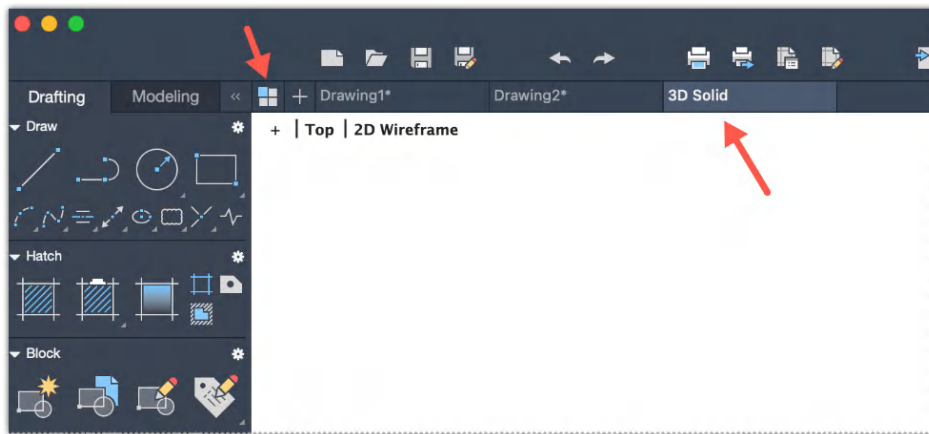 Drafting Modeling « + Drawing1* Drawing2* 3D Solid
Draw
+ | Top | 2D Wireframe
Hatch
Block